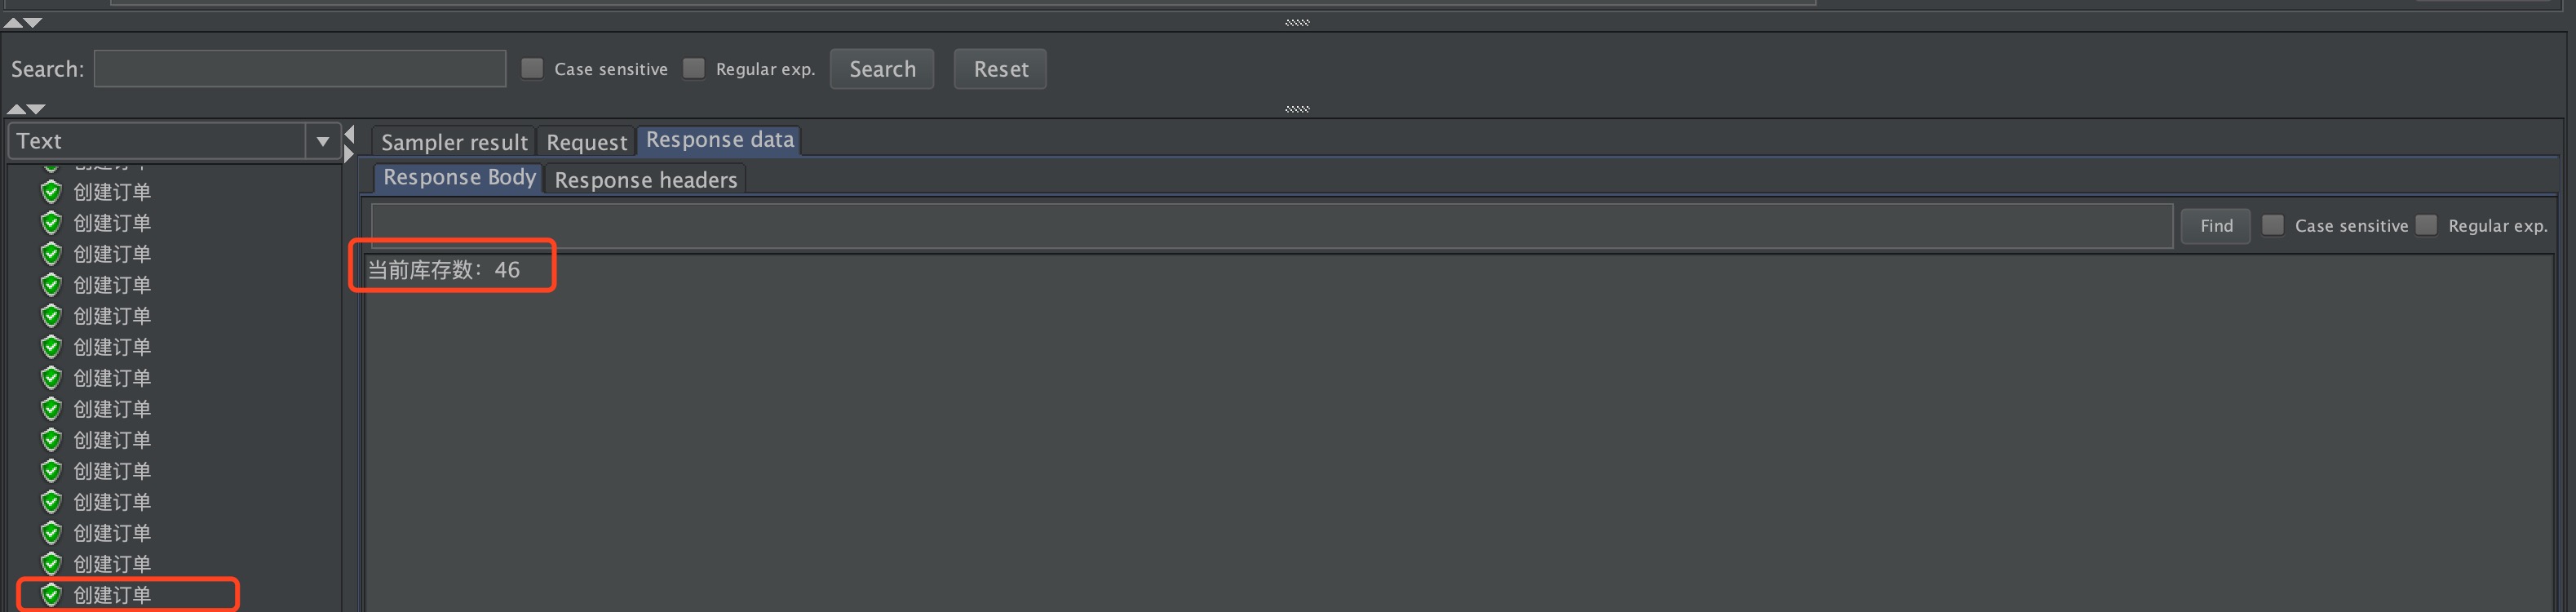 Search:
Case sensitive
Regular exp.
Search
Reset
Text
Sampler result
Request
Response data
Response Body
Response headers
Find
Case sensitive
Regular exp.
当前库存数：46
创建订单
创建订单
创建订单
创建订单
创建订单
创建订单
创建订单
创建订单
创建订单
创建订单
创建订单
创建订单
创建订单
创建订单